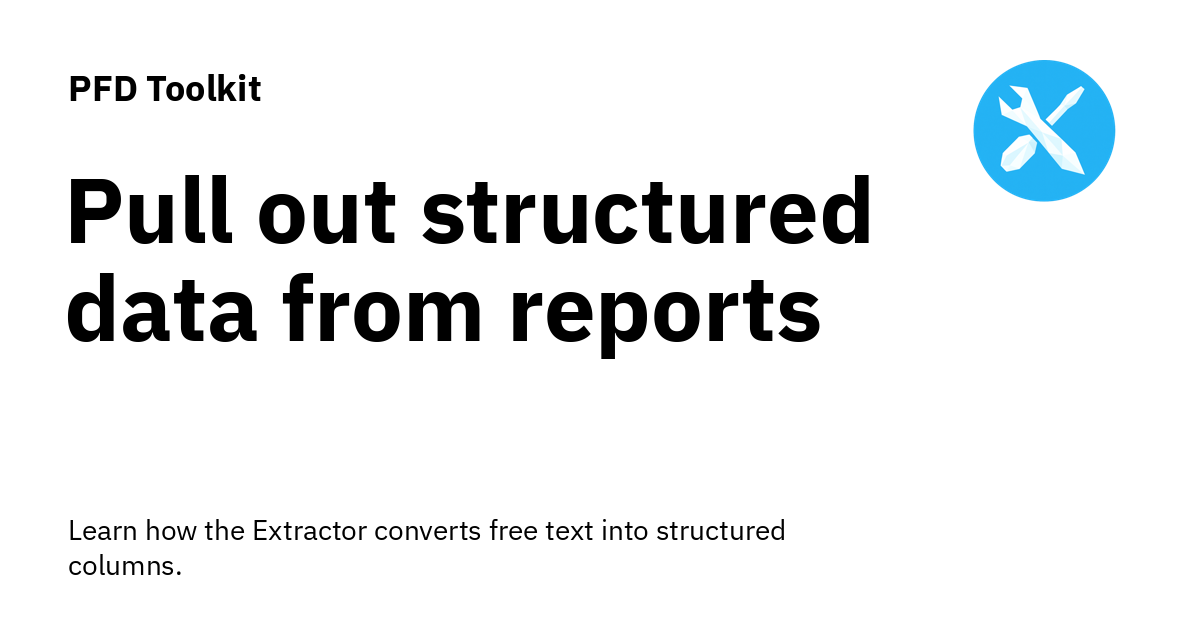 PFD Toolkit
Pull out structured
data from reports
Learn how the Extractor converts free text into structured
columns.